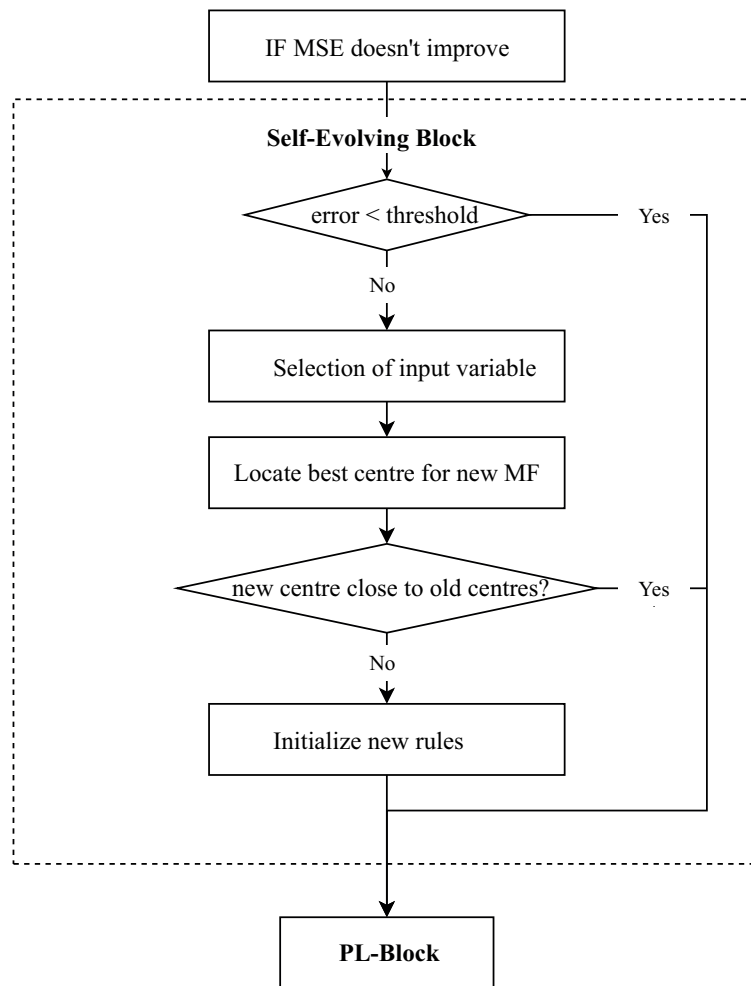 IF MSE doesn't improve
Self-Evolving Block
error < threshold
Yes
No
Selection of input variable
Locate best centre for new MF
new centre close to old centres?
Yes
No
Initialize new rules
PL-Block